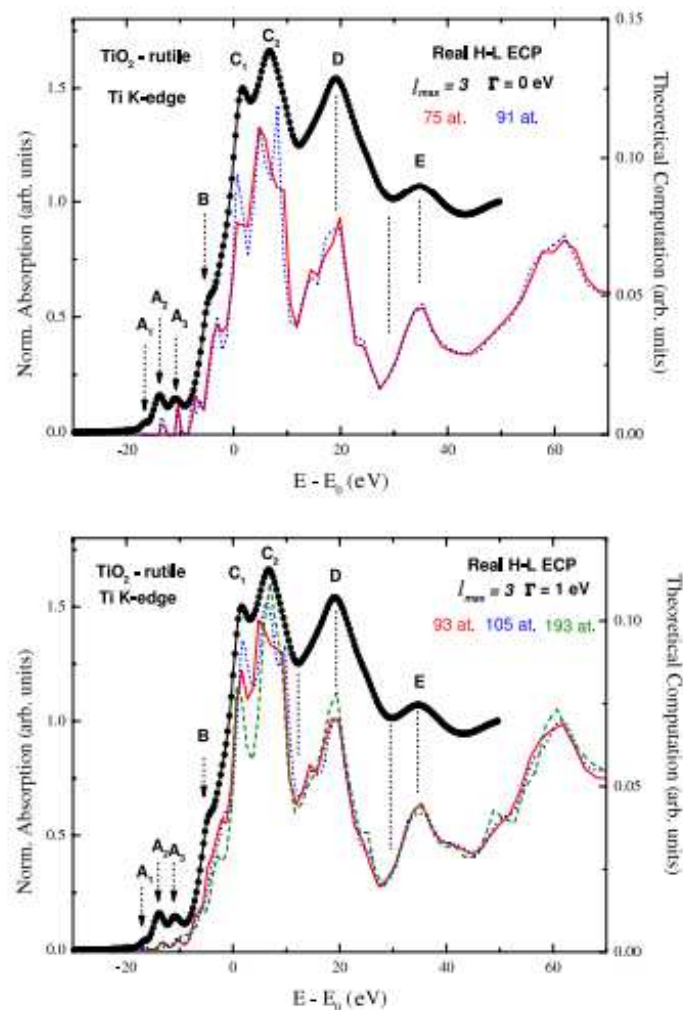 TiO2 - rutile
Ti K-edge
Real H-L ECP
lmax = 3 Γ = 0 eV
75 at. 91 at.
C1
C2
D
E
B
A1
A2
A3
1.5
1.0
0.5
0.0
0.15
0.10
0.05
0.00
Norm. Absorption (arb. units)
Theoretical Computation (arb. units)
-20 0 20 40 60
E - E0 (eV)
TiO2 - rutile
Ti K-edge
Real H-L ECP
lmax = 3 Γ = 1 eV
93 at. 105 at. 193 at.
C1
C2
D
E
B
A1
A2
A3
1.5
1.0
0.5
0.0
0.10
0.05
0.00
Norm. Absorption (arb. units)
Theoretical Computation (arb. units)
-20 0 20 40 60
E - E0 (eV)